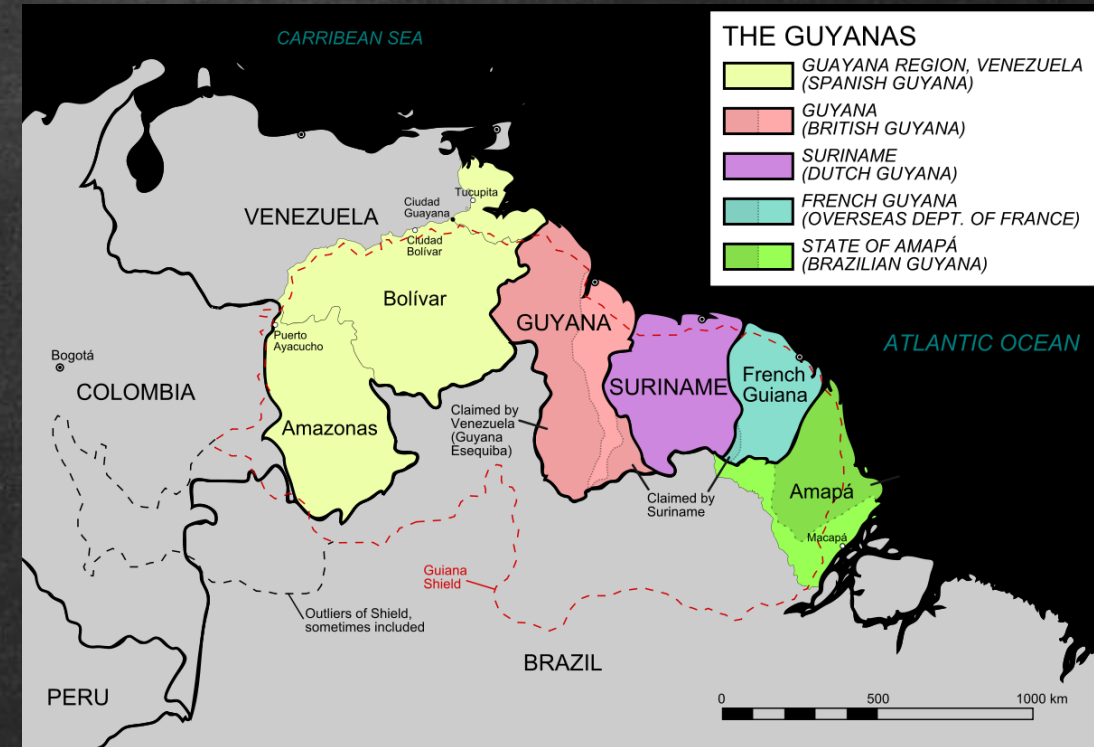 CARRIBEAN SEA
THE GUYANAS
GUAYANA REGION, VENEZUELA
(SPANISH GUYANA)
GUYANA
(BRITISH GUYANA)
SURINAME
(DUTCH GUYANA)
FRENCH GUYANA
(OVERSEAS DEPT. OF FRANCE)
STATE OF AMAPÁ
(BRAZILIAN GUYANA)
Tucupita
Ciudad
Guayana
VENEZUELA
Ciudad
Bolívar
Bolívar
GUYANA
Puerto
Ayacucho
ATLANTIC OCEAN
Bogotá
COLOMBIA
SURINAME
French
Guiana
Claimed by
Venezuela
(Guyana
Esequiba)
Amazonas
Claimed by
Suriname
Amapá
Macapá
Guiana
Shield
Outliers of Shield,
sometimes included
BRAZIL
PERU
0
500
1000 km